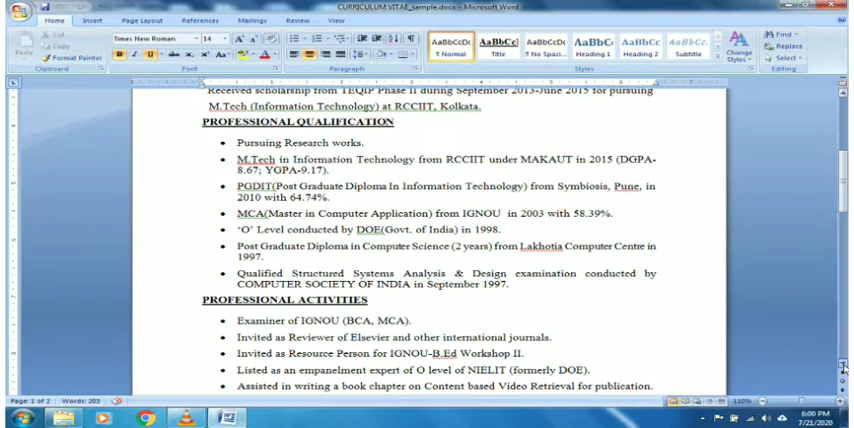 CURRICULUM VITAE_sample.docx - Microsoft Word
Home Insert Page Layout References Mailings Review View
Paste
Cut
Copy
Format Painter
Clipboard
Times New Roman 14
Font
Paragraph
AaBbCcDc AaBbCcI AaBbCcDc AaBbC AaBbCc AaBbCcI
¶ Normal Title ¶ No Spaci... Heading 1 Heading 2 Subtitle
Change Styles
Styles
Find
Replace
Select
Editing
Received scholarship from TEQIP Phase II during September 2013-June 2015 for pursuing
M.Tech (Information Technology) at RCCIIT, Kolkata.
PROFESSIONAL QUALIFICATION
• Pursuing Research works.
• M.Tech in Information Technology from RCCIIT under MAKAUT in 2015 (DGPA-
8.67; YGPA-9.17).
• PGDIT(Post Graduate Diploma In Information Technology) from Symbiosis, Pune, in
2010 with 64.74%.
• MCA(Master in Computer Application) from IGNOU in 2003 with 58.39%.
• ‘O’ Level conducted by DOE(Govt. of India) in 1998.
• Post Graduate Diploma in Computer Science (2 years) from Lakhotia Computer Centre in
1997.
• Qualified Structured Systems Analysis & Design examination conducted by
COMPUTER SOCIETY OF INDIA in September 1997.
PROFESSIONAL ACTIVITIES
• Examiner of IGNOU (BCA, MCA).
• Invited as Reviewer of Elsevier and other international journals.
• Invited as Resource Person for IGNOU-B.Ed Workshop II.
• Listed as an empanelment expert of O level of NIELIT (formerly DOE).
• Assisted in writing a book chapter on Content based Video Retrieval for publication.
Page: 1 of 2 Words: 203 110%
6:00 PM
7/21/2020